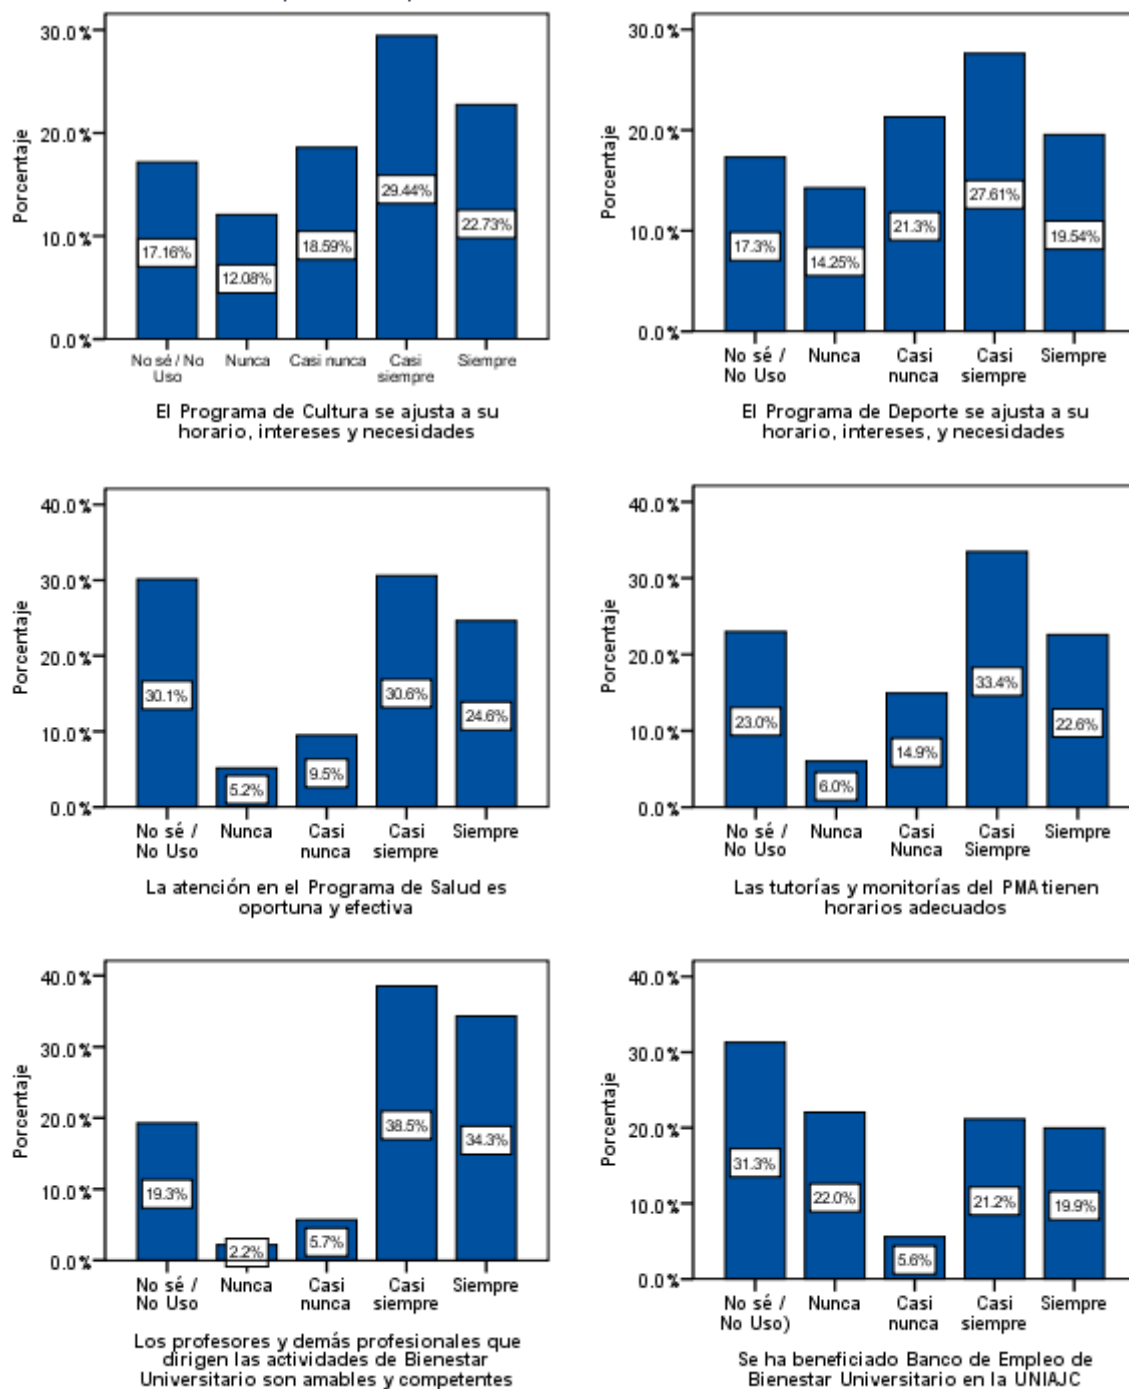 30.0%
20.0%
10.0%
0.0%
Porcentaje
17.16%
12.08%
18.59%
29.44%
22.73%
No sé / No
Uso
Nunca
Casi nunca
Casi
siempre
Siempre
El Programa de Cultura se ajusta a su
horario, intereses y necesidades
30.0%
20.0%
10.0%
0.0%
Porcentaje
17.3%
14.25%
21.3%
27.61%
19.54%
No sé /
No Uso
Nunca
Casi
nunca
Casi
siempre
Siempre
El Programa de Deporte se ajusta a su
horario, intereses, y necesidades
40.0%
30.0%
20.0%
10.0%
0.0%
Porcentaje
30.1%
5.2%
9.5%
30.6%
24.6%
No sé /
No Uso
Nunca
Casi
nunca
Casi
siempre
Siempre
La atención en el Programa de Salud es
oportuna y efectiva
40.0%
30.0%
20.0%
10.0%
0.0%
Porcentaje
23.0%
6.0%
14.9%
33.4%
22.6%
No sé /
No Uso
Nunca
Casi
Nunca
Casi
Siempre
Siempre
Las tutorías y monitorías del PMA tienen
horarios adecuados
40.0%
30.0%
20.0%
10.0%
0.0%
Porcentaje
19.3%
2.2%
5.7%
38.5%
34.3%
No sé /
No Uso
Nunca
Casi
nunca
Casi
siempre
Siempre
Los profesores y demás profesionales que
dirigen las actividades de Bienestar
Universitario son amables y competentes
40.0%
30.0%
20.0%
10.0%
0.0%
Porcentaje
31.3%
22.0%
5.6%
21.2%
19.9%
No sé /
No Uso)
Nunca
Casi
nunca
Casi
siempre
Siempre
Se ha beneficiado Banco de Empleo de
Bienestar Universitario en la UNIAJC